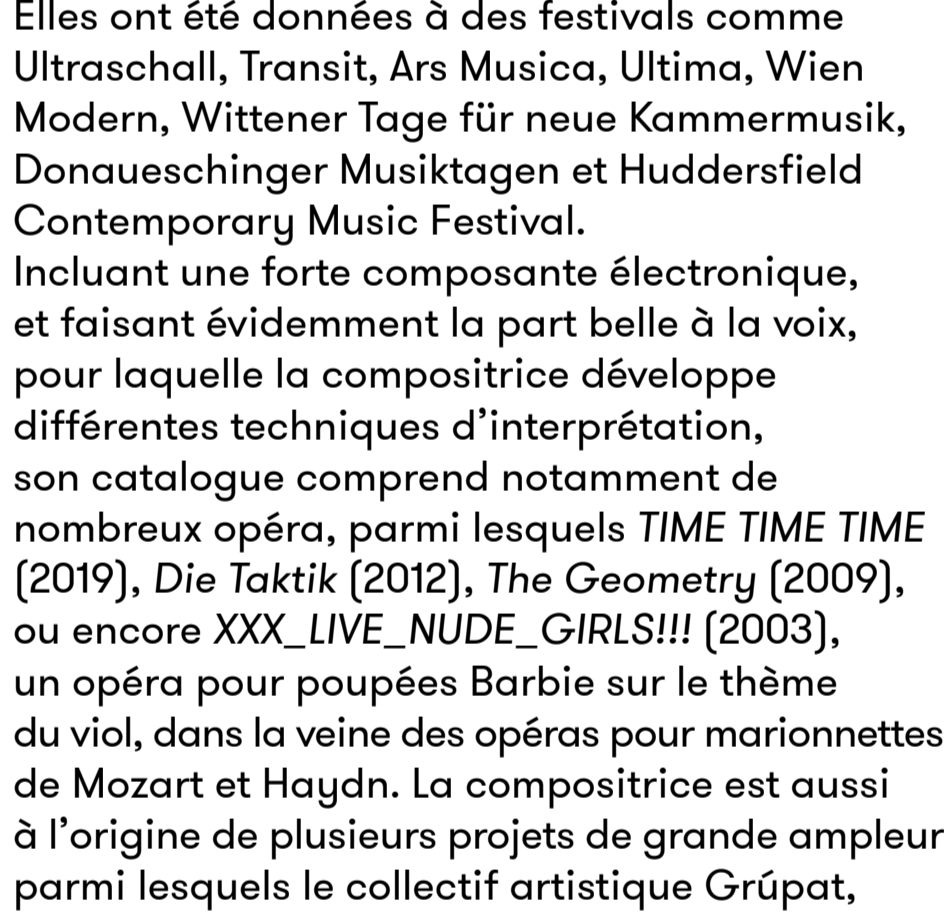 Elles ont été données à des festivals comme
Ultraschall, Transit, Ars Musica, Ultima, Wien
Modern, Wittener Tage für neue Kammermusik,
Donaueschinger Musiktagen et Huddersfield
Contemporary Music Festival.
Incluant une forte composante électronique,
et faisant évidemment la part belle à la voix,
pour laquelle la compositrice développe
différentes techniques d’interprétation,
son catalogue comprend notamment de
nombreux opéra, parmi lesquels TIME TIME TIME
(2019), Die Taktik (2012), The Geometry (2009),
ou encore XXX_LIVE_NUDE_GIRLS!!! (2003),
un opéra pour poupées Barbie sur le thème
du viol, dans la veine des opéras pour marionnettes
de Mozart et Haydn. La compositrice est aussi
à l’origine de plusieurs projets de grande ampleur
parmi lesquels le collectif artistique Grúpat,